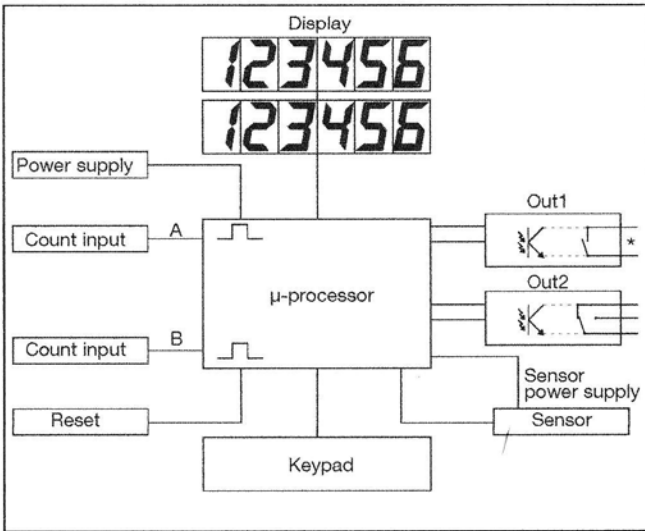 Display
123456
123456
Power supply
Out1
Count input
A
*
µ-processor
Out2
Count input
B
Sensor
power supply
Reset
Sensor
Keypad